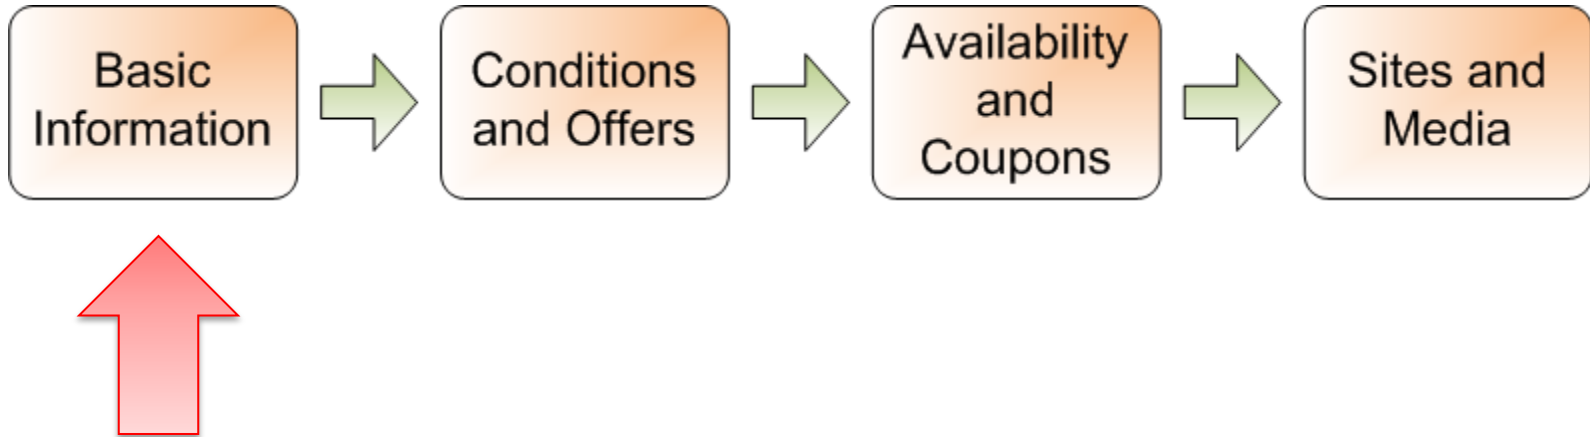 Basic
Information
Conditions
and Offers
Availability
and
Coupons
Sites and
Media